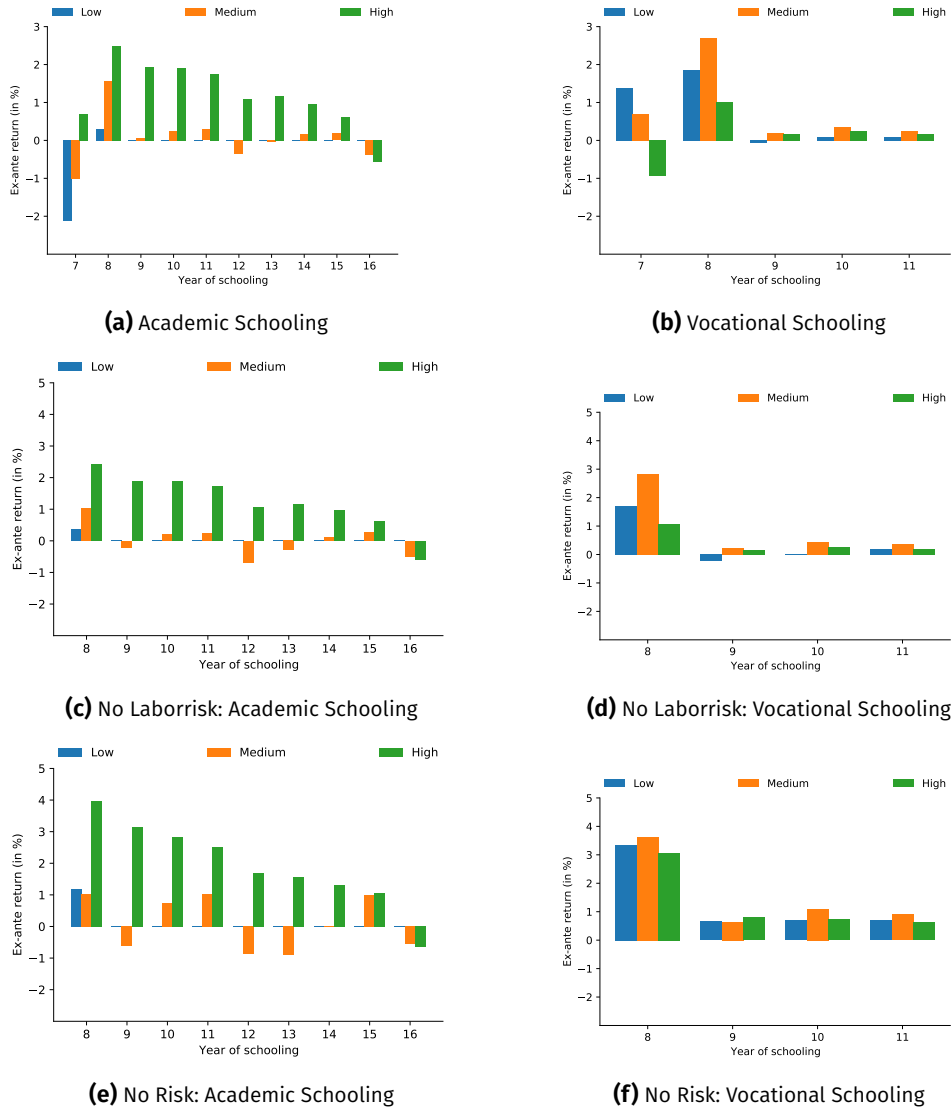 Low Medium High
3
2
1
0
−1
−2
Ex-ante return (in %)
7 8 9 10 11 12 13 14 15 16
Year of schooling
(a) Academic Schooling
Low Medium High
3
2
1
0
−1
−2
Ex-ante return (in %)
7 8 9 10 11
Year of schooling
(b) Vocational Schooling
Low Medium High
5
4
3
2
1
0
−1
−2
Ex-ante return (in %)
8 9 10 11 12 13 14 15 16
Year of schooling
(c) No Laborrisk: Academic Schooling
Low Medium High
5
4
3
2
1
0
−1
−2
Ex-ante return (in %)
8 9 10 11
Year of schooling
(d) No Laborrisk: Vocational Schooling
Low Medium High
5
4
3
2
1
0
−1
−2
Ex-ante return (in %)
8 9 10 11 12 13 14 15 16
Year of schooling
(e) No Risk: Academic Schooling
Low Medium High
5
4
3
2
1
0
−1
−2
Ex-ante return (in %)
8 9 10 11
Year of schooling
(f) No Risk: Vocational Schooling